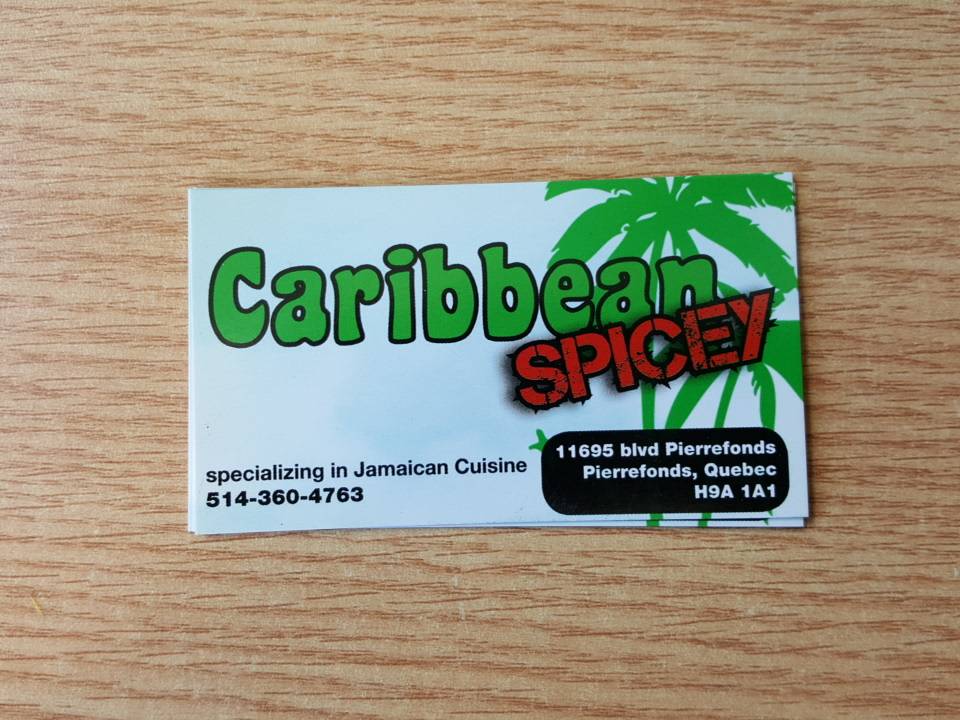 Caribbean
SPICEY
specializing in Jamaican Cuisine
514-360-4763
11695 blvd Pierrefonds
Pierrefonds, Quebec
H9A 1A1